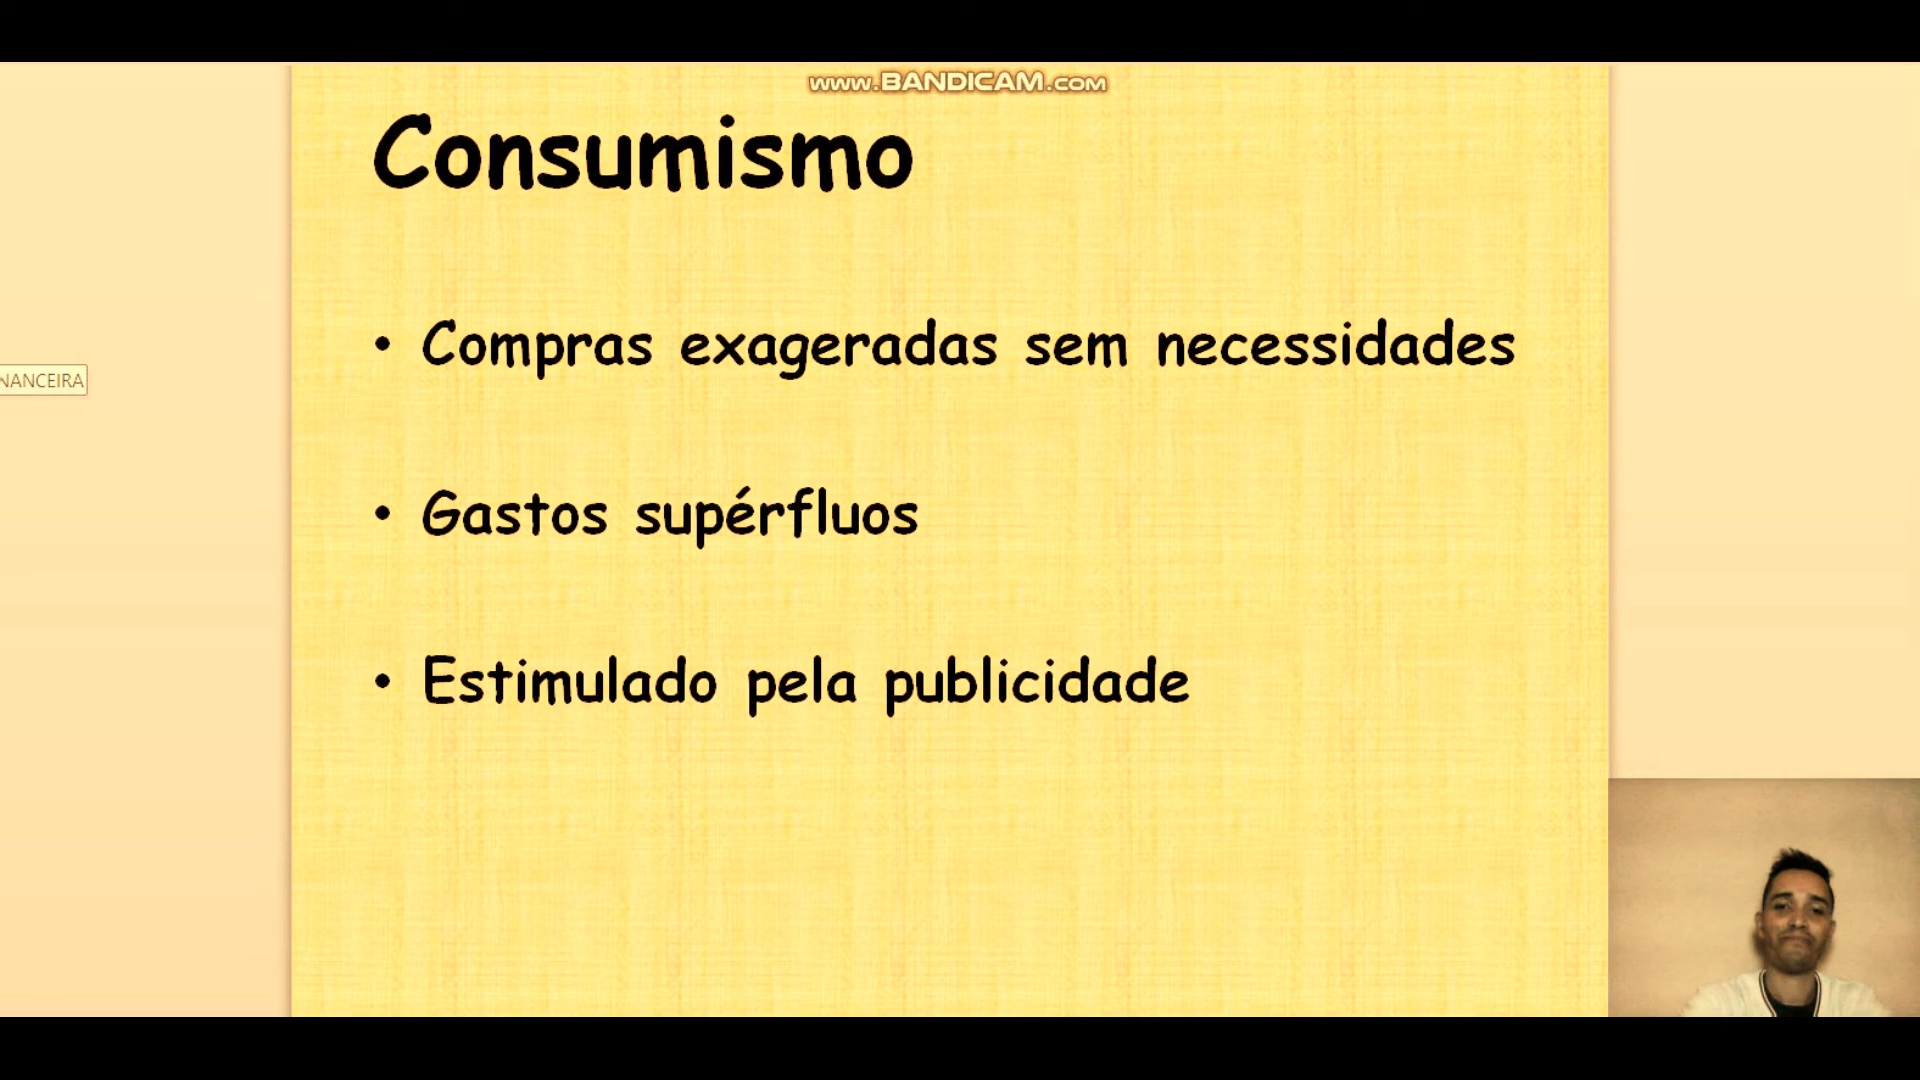 www.BANDICAM.com
Consumismo
• Compras exageradas sem necessidades
NANCEIRA
• Gastos supérfluos
• Estimulado pela publicidade